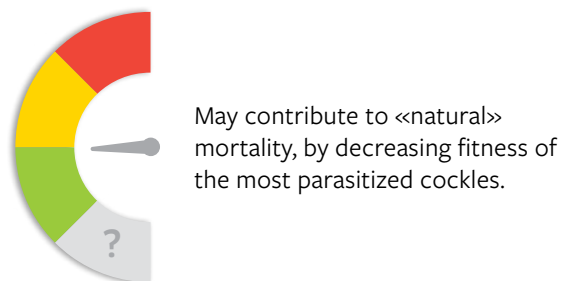 May contribute to «natural»
mortality, by decreasing fitness of
the most parasitized cockles.
?